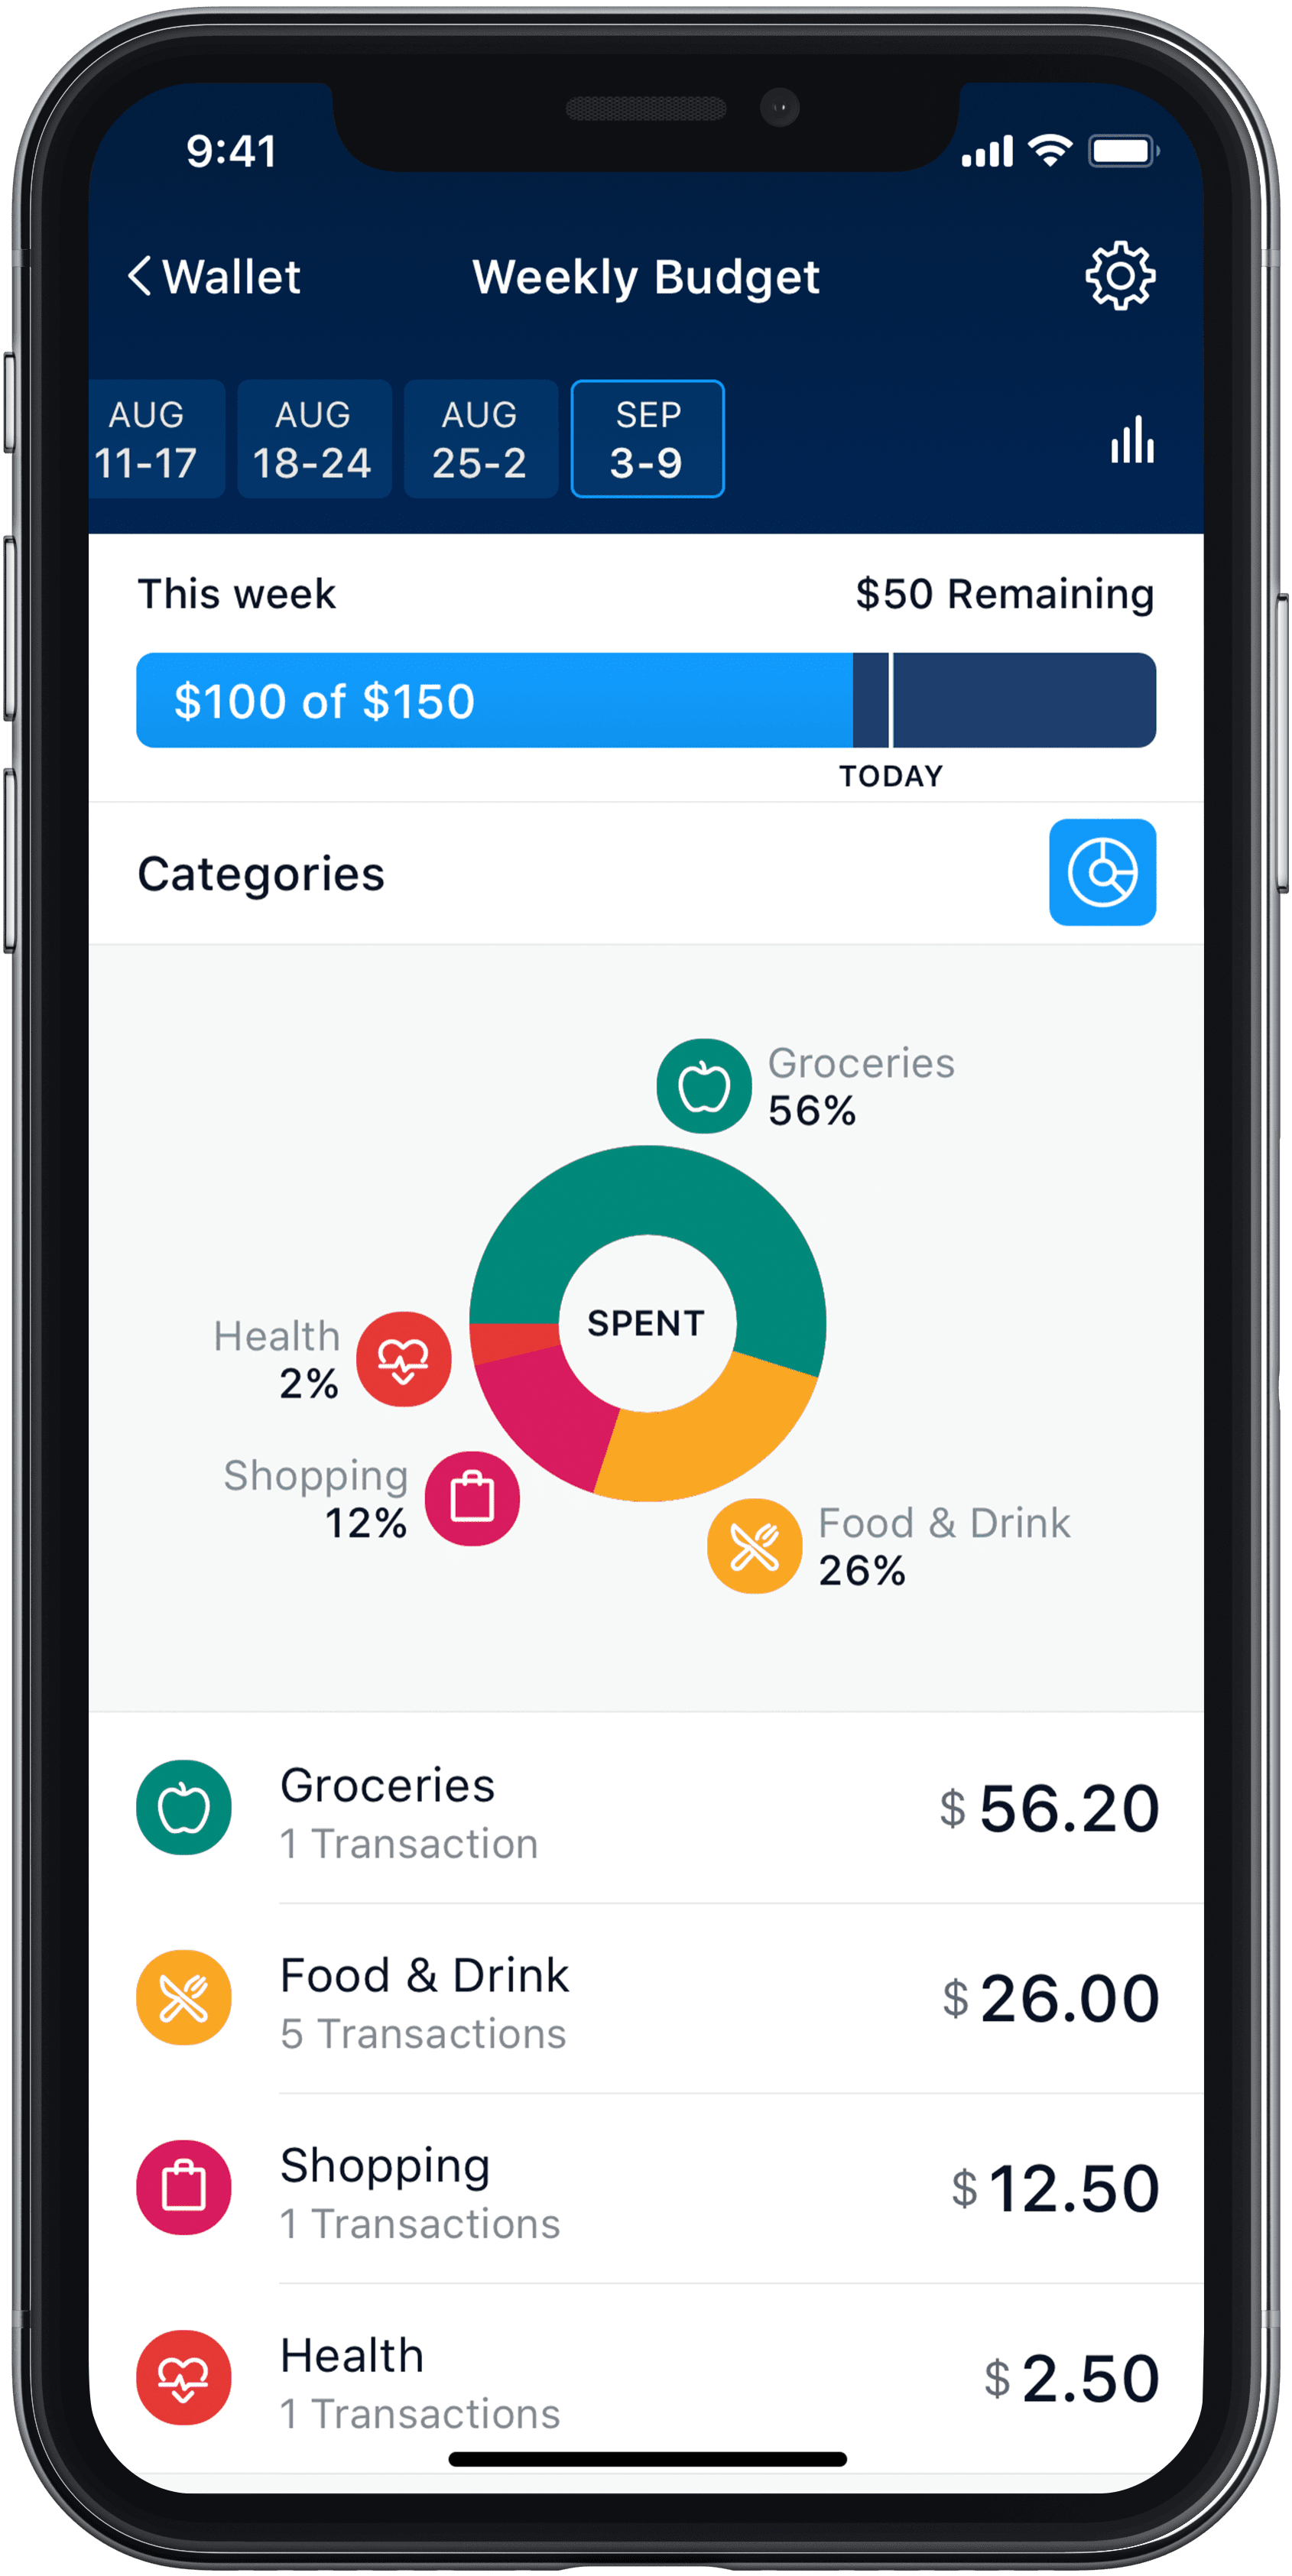 9:41
Wallet
Weekly Budget
AUG
11-17
AUG
18-24
AUG
25-2
SEP
3-9
This week
$50 Remaining
$100 of $150
TODAY
Categories
Groceries
56%
SPENT
Health
2%
Shopping
12%
Food & Drink
26%
Groceries
1 Transaction
$ 56.20
Food & Drink
5 Transactions
$ 26.00
Shopping
1 Transactions
$ 12.50
Health
1 Transactions
$ 2.50